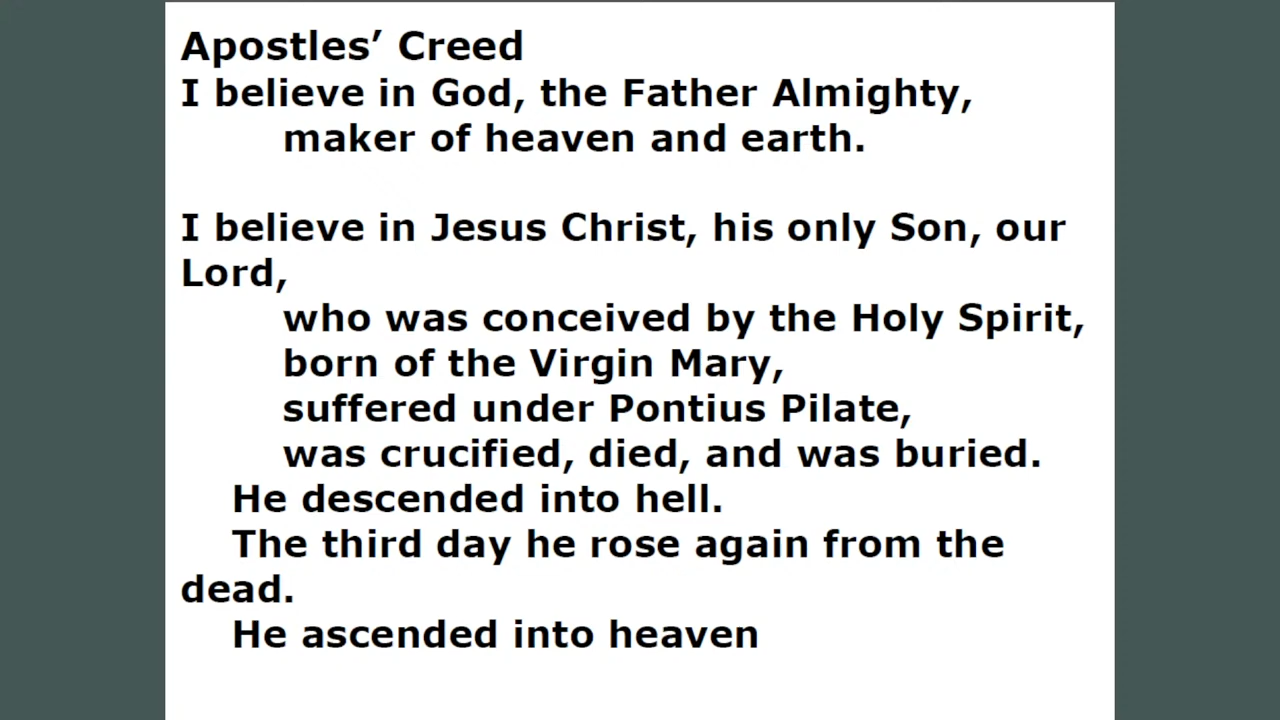 Apostles’ Creed
I believe in God, the Father Almighty,
maker of heaven and earth.
I believe in Jesus Christ, his only Son, our
Lord,
who was conceived by the Holy Spirit,
born of the Virgin Mary,
suffered under Pontius Pilate,
was crucified, died, and was buried.
He descended into hell.
The third day he rose again from the
dead.
He ascended into heaven